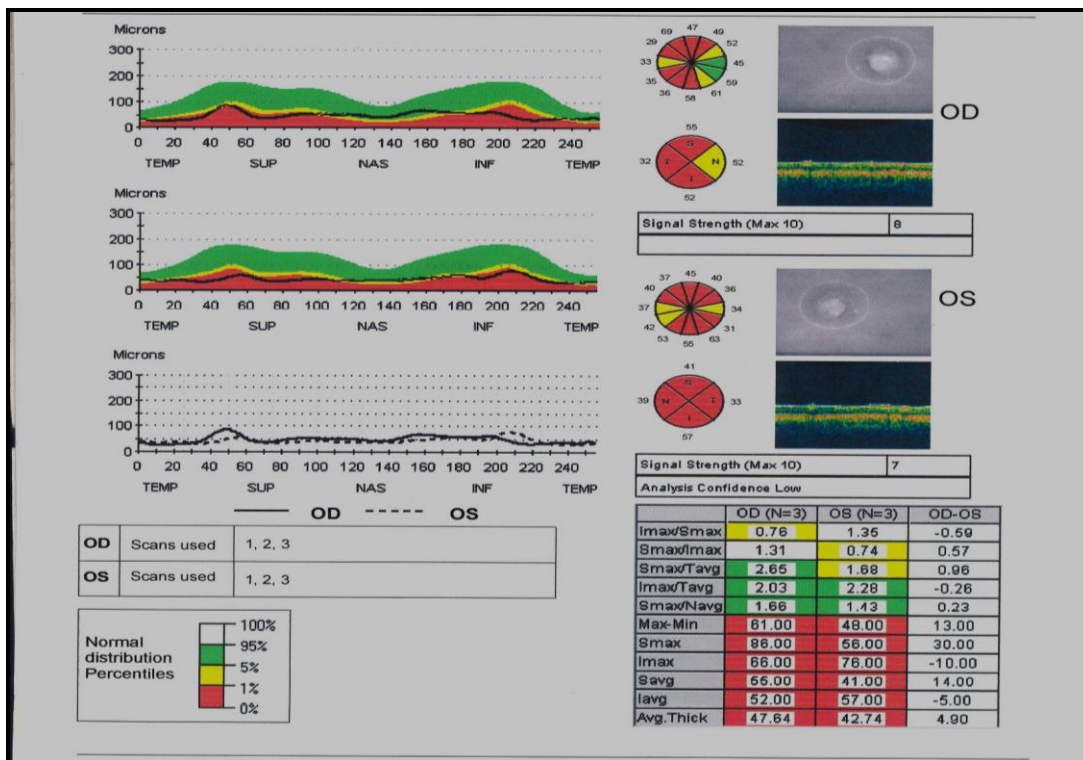 Microns
300
200
100
0
0 20 40 60 80 100 120 140 160 180 200 220 240
TEMP SUP NAS INF TEMP
Microns
300
200
100
0
0 20 40 60 80 100 120 140 160 180 200 220 240
TEMP SUP NAS INF TEMP
Microns
300
200
100
0
0 20 40 60 80 100 120 140 160 180 200 220 240
TEMP SUP NAS INF TEMP
OD OS
OD Scans used 1, 2, 3
OS Scans used 1, 2, 3
Normal distribution Percentiles
100%
95%
5%
1%
0%
47
69 49
29 52
33 45
35 59
36 61
58
OD
55
S
32 T N 52
I
52
Signal Strength (Max 10) 8
45
37 40
40 36
37 34
42 31
53 63
55
OS
41
S
39 N T 33
I
57
Signal Strength (Max 10) 7
Analysis Confidence Low
OD (N=3) OS (N=3) OD-OS
Imax/Smax 0.76 1.35 -0.59
Smax/Imax 1.31 0.74 0.57
Smax/Tavg 2.65 1.68 0.96
Imax/Tavg 2.03 2.28 -0.26
Smax/Navg 1.66 1.43 0.23
Max-Min 61.00 48.00 13.00
Smax 86.00 56.00 30.00
Imax 66.00 76.00 -10.00
Savg 55.00 41.00 14.00
Iavg 52.00 57.00 -5.00
Avg.Thick 47.64 42.74 4.90